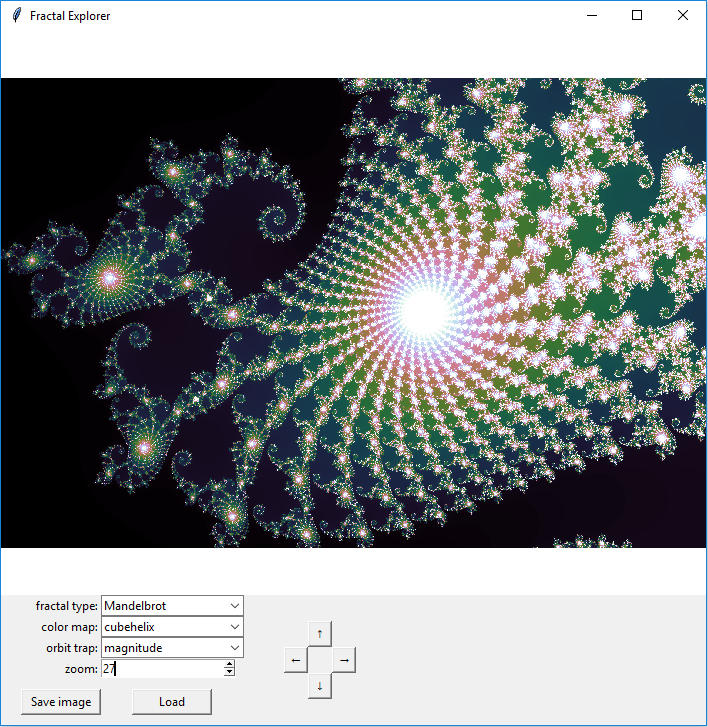 Fractal Explorer
fractal type: Mandelbrot
color map: cubehelix
orbit trap: magnitude
zoom: 27
↑
← →
↓
Save image Load